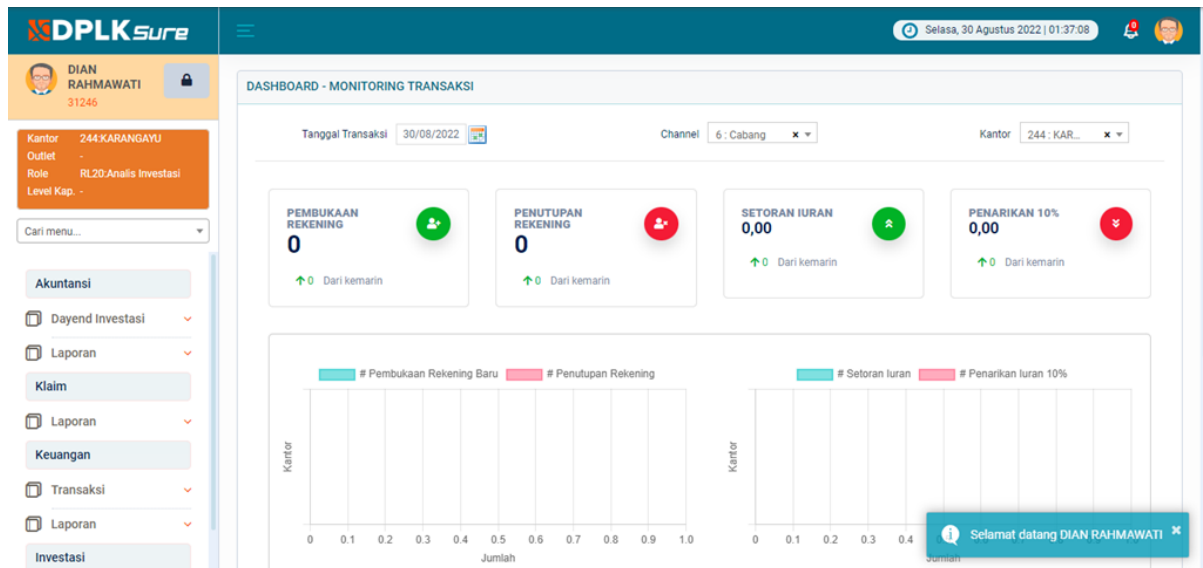 DPLKSure
Selasa, 30 Agustus 2022 | 01:37:08
DIAN
RAHMAWATI
31246
Kantor 244:KARANGAYU
Outlet -
Role RL20:Analis Investasi
Level Kap. -
Cari menu...
Akuntansi
Dayend Investasi
Laporan
Klaim
Laporan
Keuangan
Transaksi
Laporan
Investasi
DASHBOARD - MONITORING TRANSAKSI
Tanggal Transaksi 30/08/2022
Channel 6 : Cabang x
Kantor 244 : KAR... x
PEMBUKAAN
REKENING
0
0 Dari kemarin
PENUTUPAN
REKENING
0
0 Dari kemarin
SETORAN IURAN
0,00
0 Dari kemarin
PENARIKAN 10%
0,00
0 Dari kemarin
# Pembukaan Rekening Baru # Penutupan Rekening
Kantor
0 0.1 0.2 0.3 0.4 0.5 0.6 0.7 0.8 0.9 1.0
Jumlah
# Setoran Iuran # Penarikan Iuran 10%
Kantor
0 0.1 0.2 0.3 0.4
Jumlah
Selamat datang DIAN RAHMAWATI ×